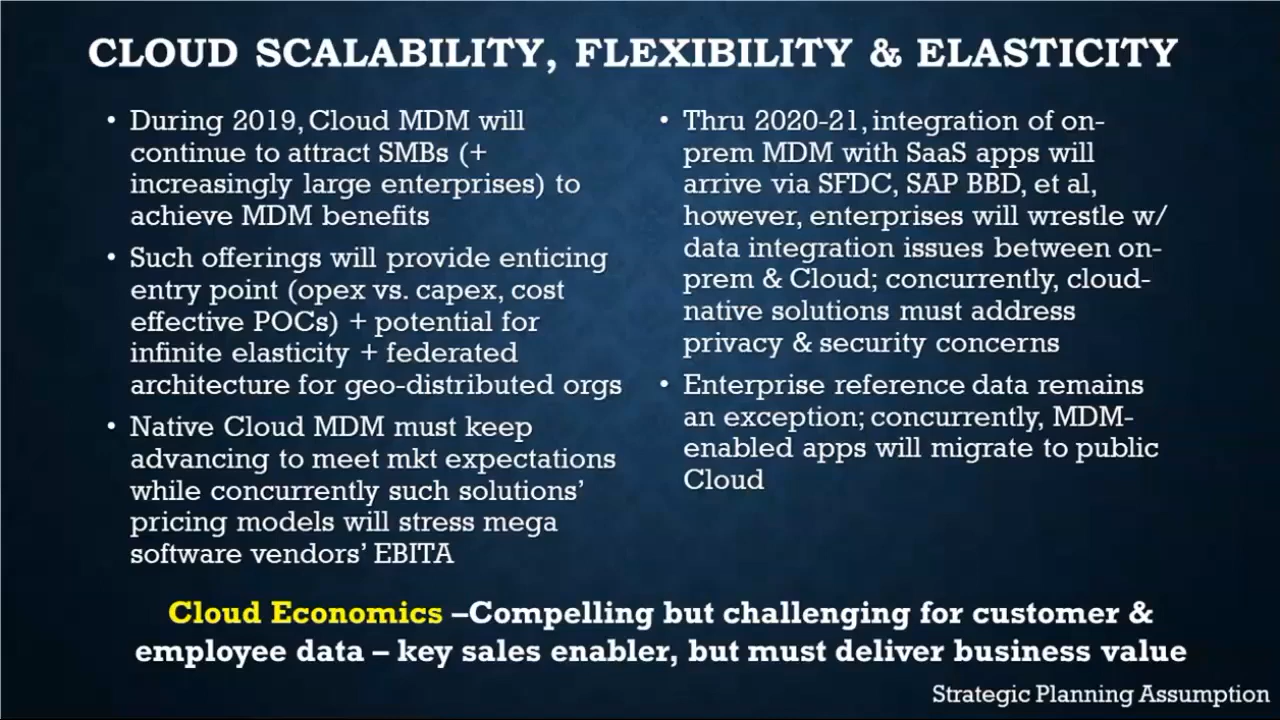 CLOUD SCALABILITY, FLEXIBILITY & ELASTICITY
• During 2019, Cloud MDM will
continue to attract SMBs (+
increasingly large enterprises) to
achieve MDM benefits
• Such offerings will provide enticing
entry point (opex vs. capex, cost
effective POCs) + potential for
infinite elasticity + federated
architecture for geo-distributed orgs
• Native Cloud MDM must keep
advancing to meet mkt expectations
while concurrently such solutions’
pricing models will stress mega
software vendors’ EBITA
• Thru 2020-21, integration of on-
prem MDM with SaaS apps will
arrive via SFDC, SAP BBD, et al,
however, enterprises will wrestle w/
data integration issues between on-
prem & Cloud; concurrently, cloud-
native solutions must address
privacy & security concerns
• Enterprise reference data remains
an exception; concurrently, MDM-
enabled apps will migrate to public
Cloud
Cloud Economics –Compelling but challenging for customer &
employee data – key sales enabler, but must deliver business value
Strategic Planning Assumption